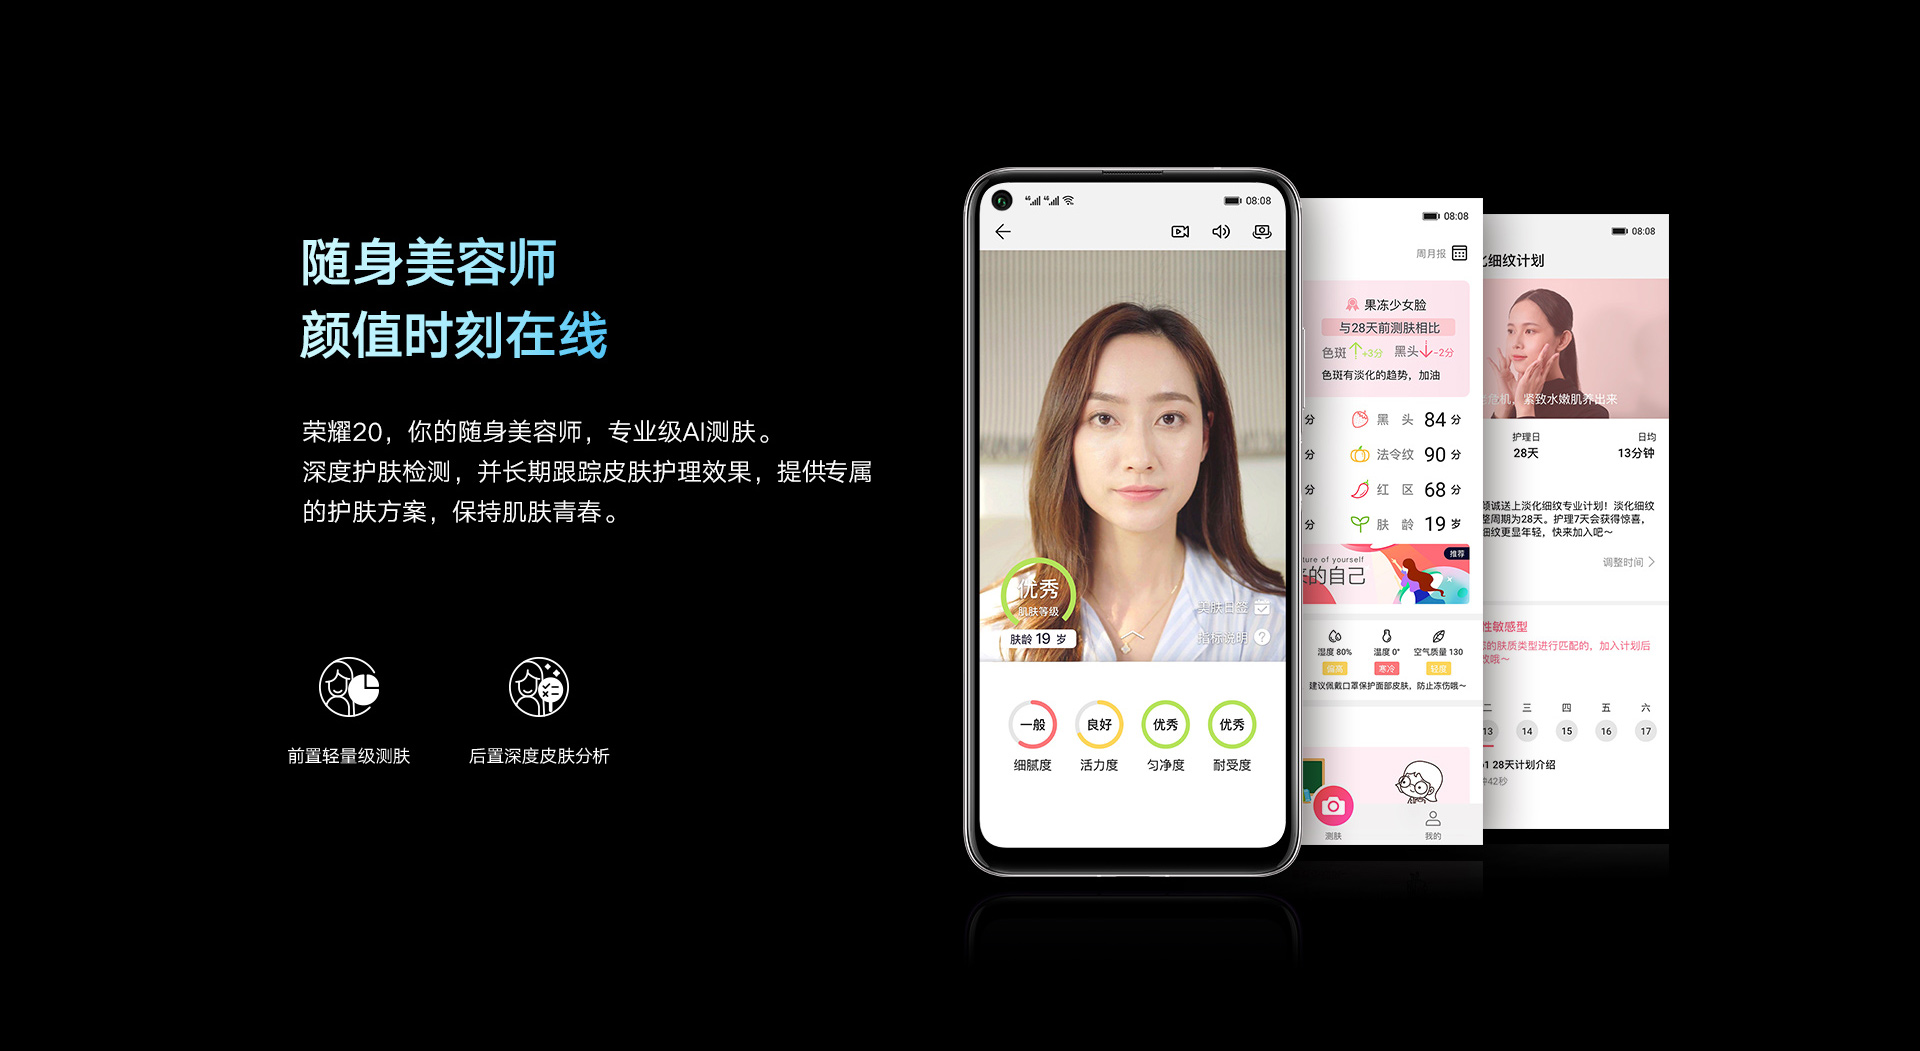 随身美容师
颜值时刻在线
荣耀20，你的随身美容师，专业级AI测肤。
深度护肤检测，并长期跟踪皮肤护理效果，提供专属
的护肤方案，保持肌肤青春。
前置轻量级测肤
后置深度皮肤分析
08:08
优秀
肌肤等级
肤龄 19 岁
美肤日签
指标说明
一般
良好
优秀
优秀
细腻度
活力度
匀净度
耐受度
08:08
周月报
果冻少女脸
与28天前测肤相比
色斑 +3分 黑头 -2分
色斑有淡化的趋势，加油
分 黑 头 84 分
分 法令纹 90 分
分 红 区 68 分
分 肤 龄 19 岁
ture of yourself
推荐
的自己
湿度 80% 温度 0° 空气质量 130
偏高 寒冷 轻度
建议佩戴口罩保护面部皮肤，防止冻伤哦～
测肤
我的
08:08
细纹计划
危机，紧致水嫩肌养出来
护理日 日均
28天 13分钟
诚送上淡化细纹专业计划！淡化细纹
周期为28天。护理7天会获得惊喜，
细纹更显年轻，快来加入吧～
调整时间
性敏感型
的肤质类型进行匹配的，加入计划后
哦～
二 三 四 五 六
13 14 15 16 17
1 28天计划介绍
42秒